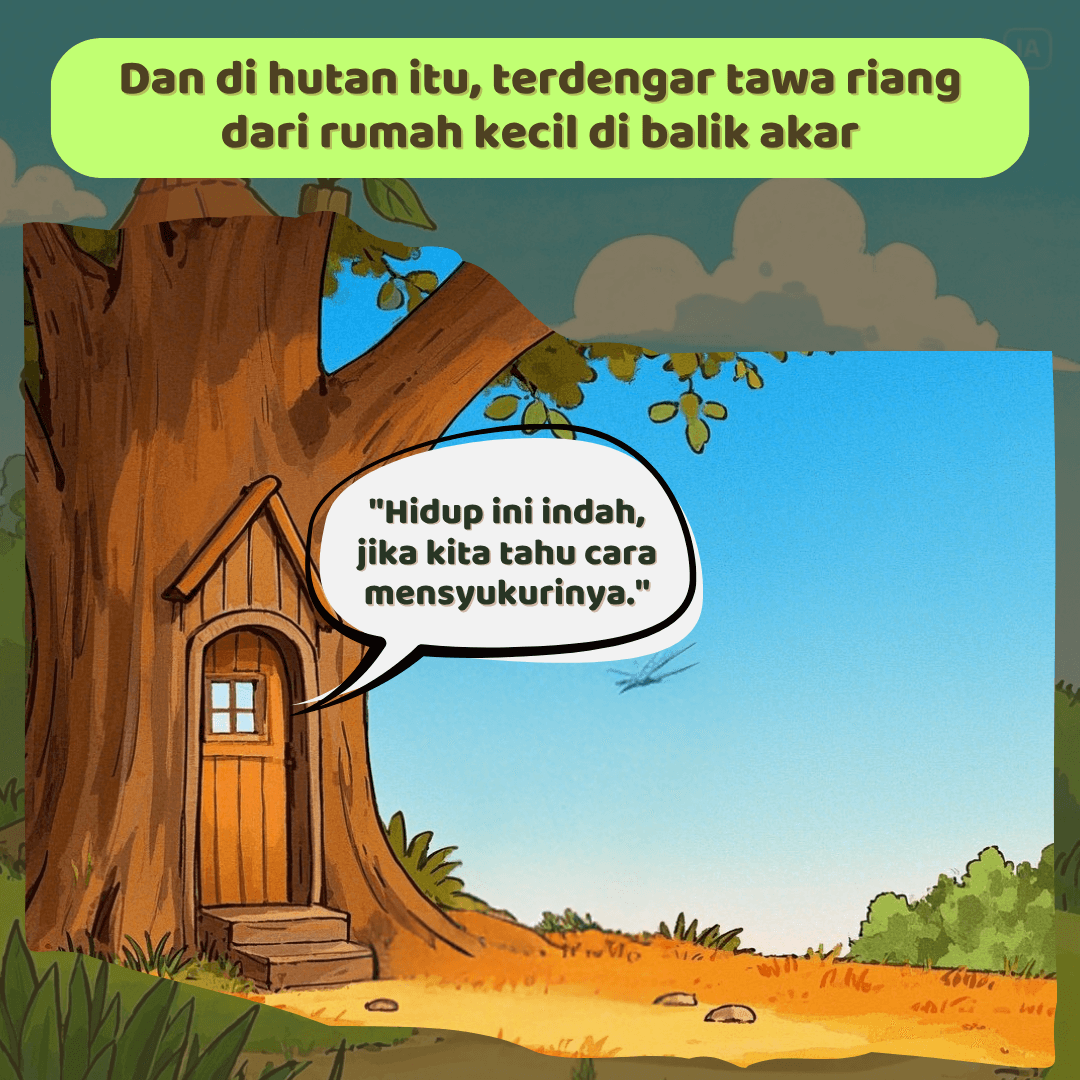 Dan di hutan itu, terdengar tawa riang
dari rumah kecil di balik akar
"Hidup ini indah,
jika kita tahu cara
mensyukurinya."